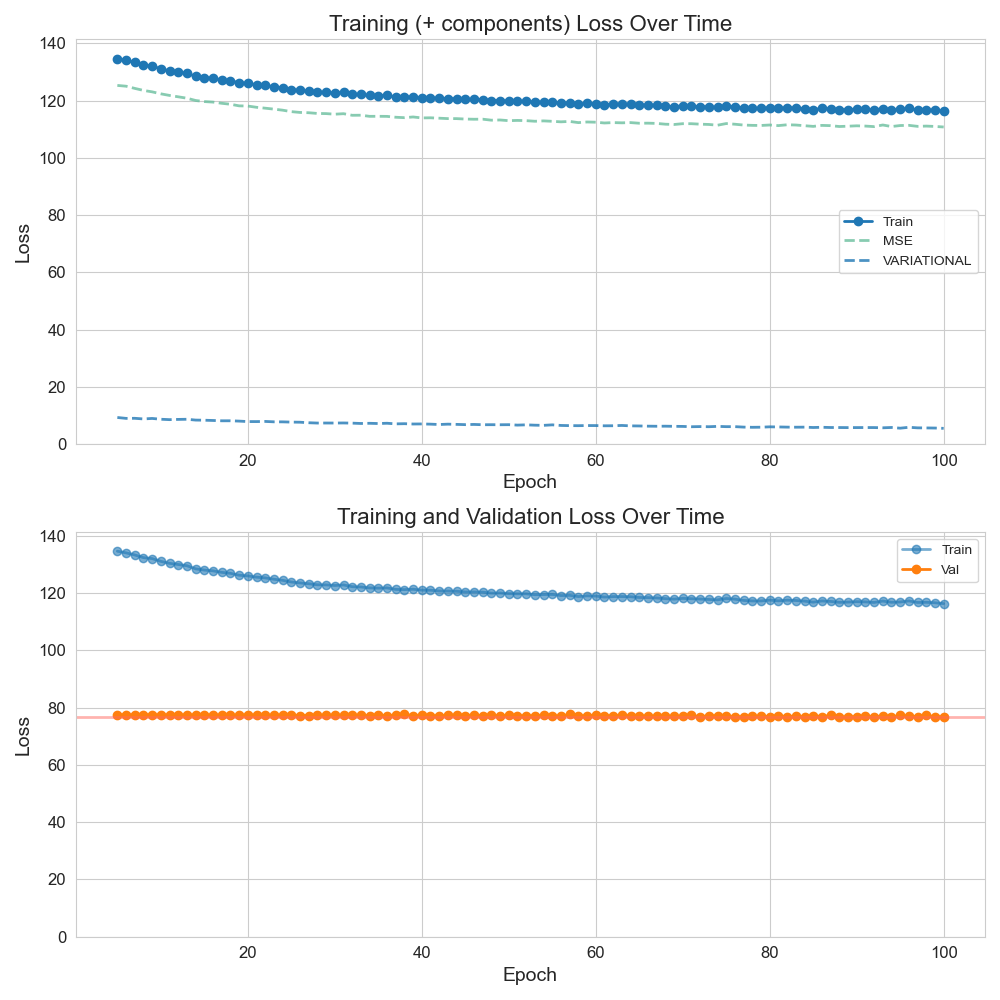 Training (+ components) Loss Over Time
140
120
100
80
60
40
20
0
Loss
Train
MSE
VARIATIONAL
20 40 60 80 100
Epoch
Training and Validation Loss Over Time
140
120
100
80
60
40
20
0
Loss
Train
Val
20 40 60 80 100
Epoch